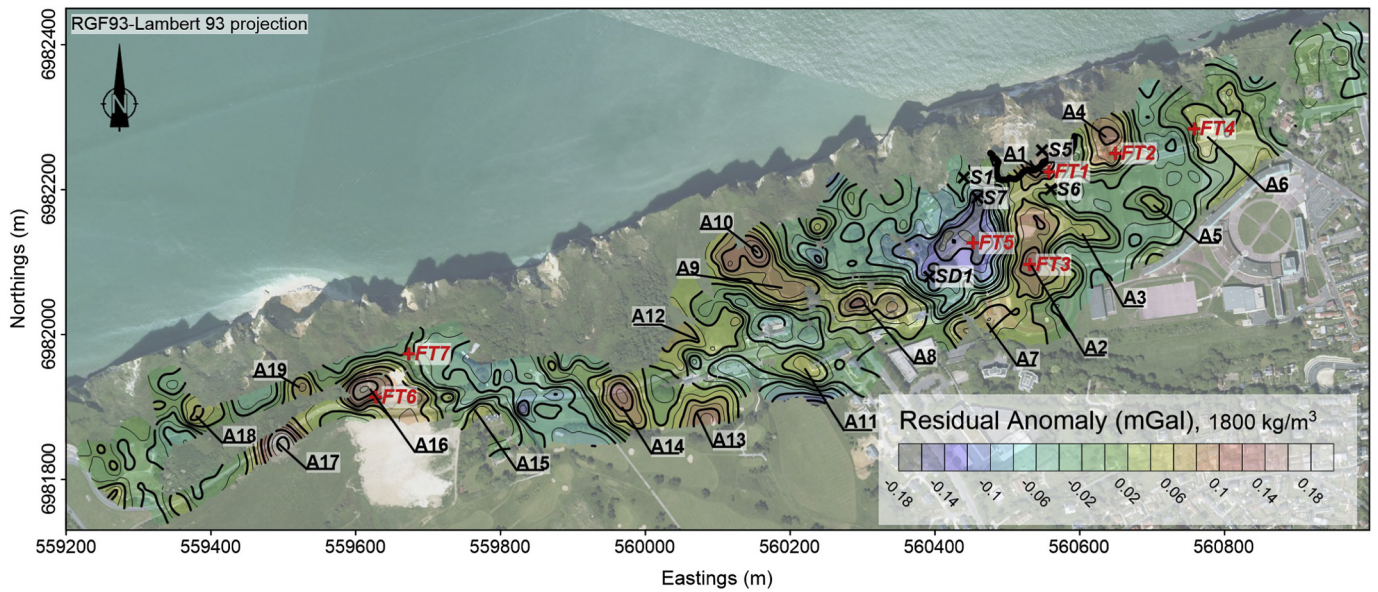 RGF93-Lambert 93 projection
N
6982400
6982200
6982000
6981800
Northings (m)
A4
FT4
A1
S5
FT2
S1
FT1
S7
S6
A6
A10
FT5
A5
A9
SD1
FT3
A3
A12
A8
A7
A2
FT7
A19
FT6
A18
A16
A11
A17
A15
A14
A13
Residual Anomaly (mGal), 1800 kg/m³
-0.18 -0.14 -0.1 -0.06 -0.02 0.02 0.06 0.1 0.14 0.18
559200 559400 559600 559800 560000 560200 560400 560600 560800
Eastings (m)